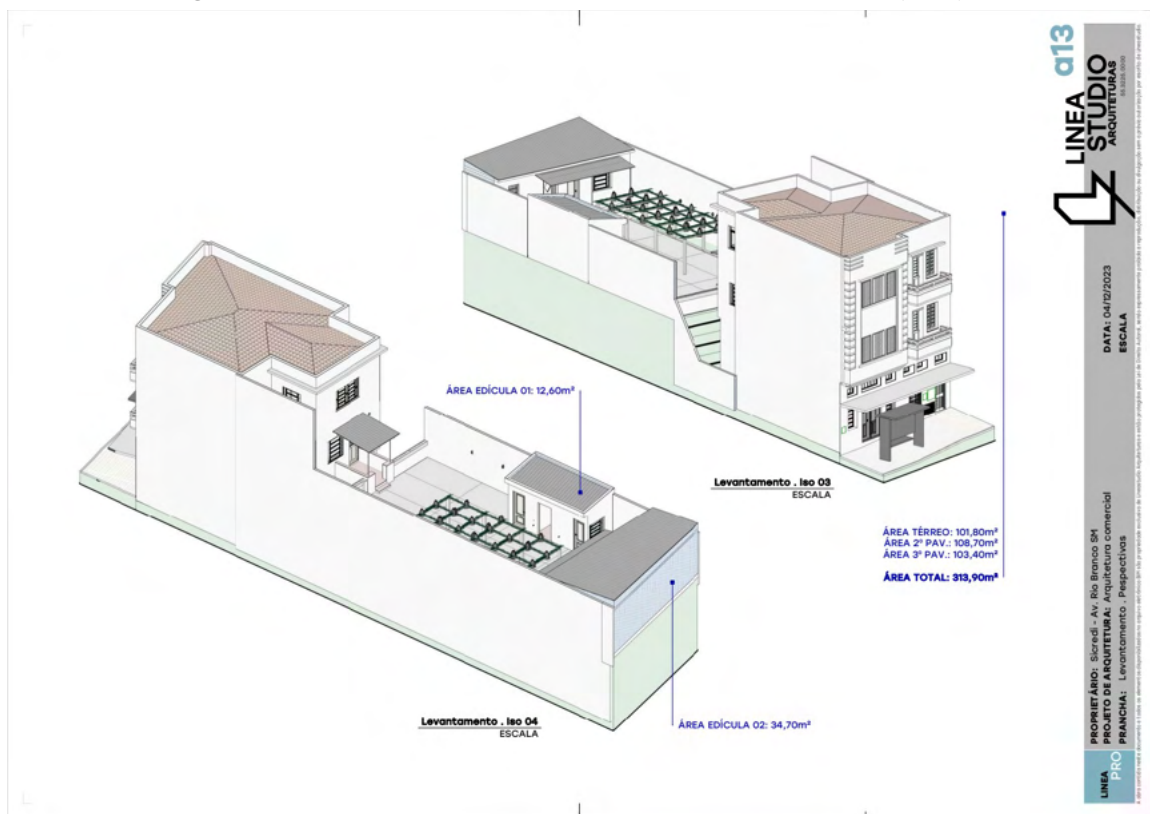 ÁREA EDÍCULA 01: 12,60m²
Levantamento . Iso 03
ESCALA
ÁREA TÉRREO: 101,80m²
ÁREA 2º PAV.: 108,70m²
ÁREA 3º PAV.: 103,40m²
ÁREA TOTAL: 313,90m²
Levantamento . Iso 04
ESCALA
ÁREA EDÍCULA 02: 34,70m²
a13
LINEA
STUDIO
ARQUITETURAS
DATA: 04/12/2023
ESCALA
PROPRIETÁRIO: Sicredi - Av. Rio Branco SM
PROJETO DE ARQUITETURA: Arquitetura comercial
PRANCHA: Levantamento . Pespectivas
LINEA
PRO